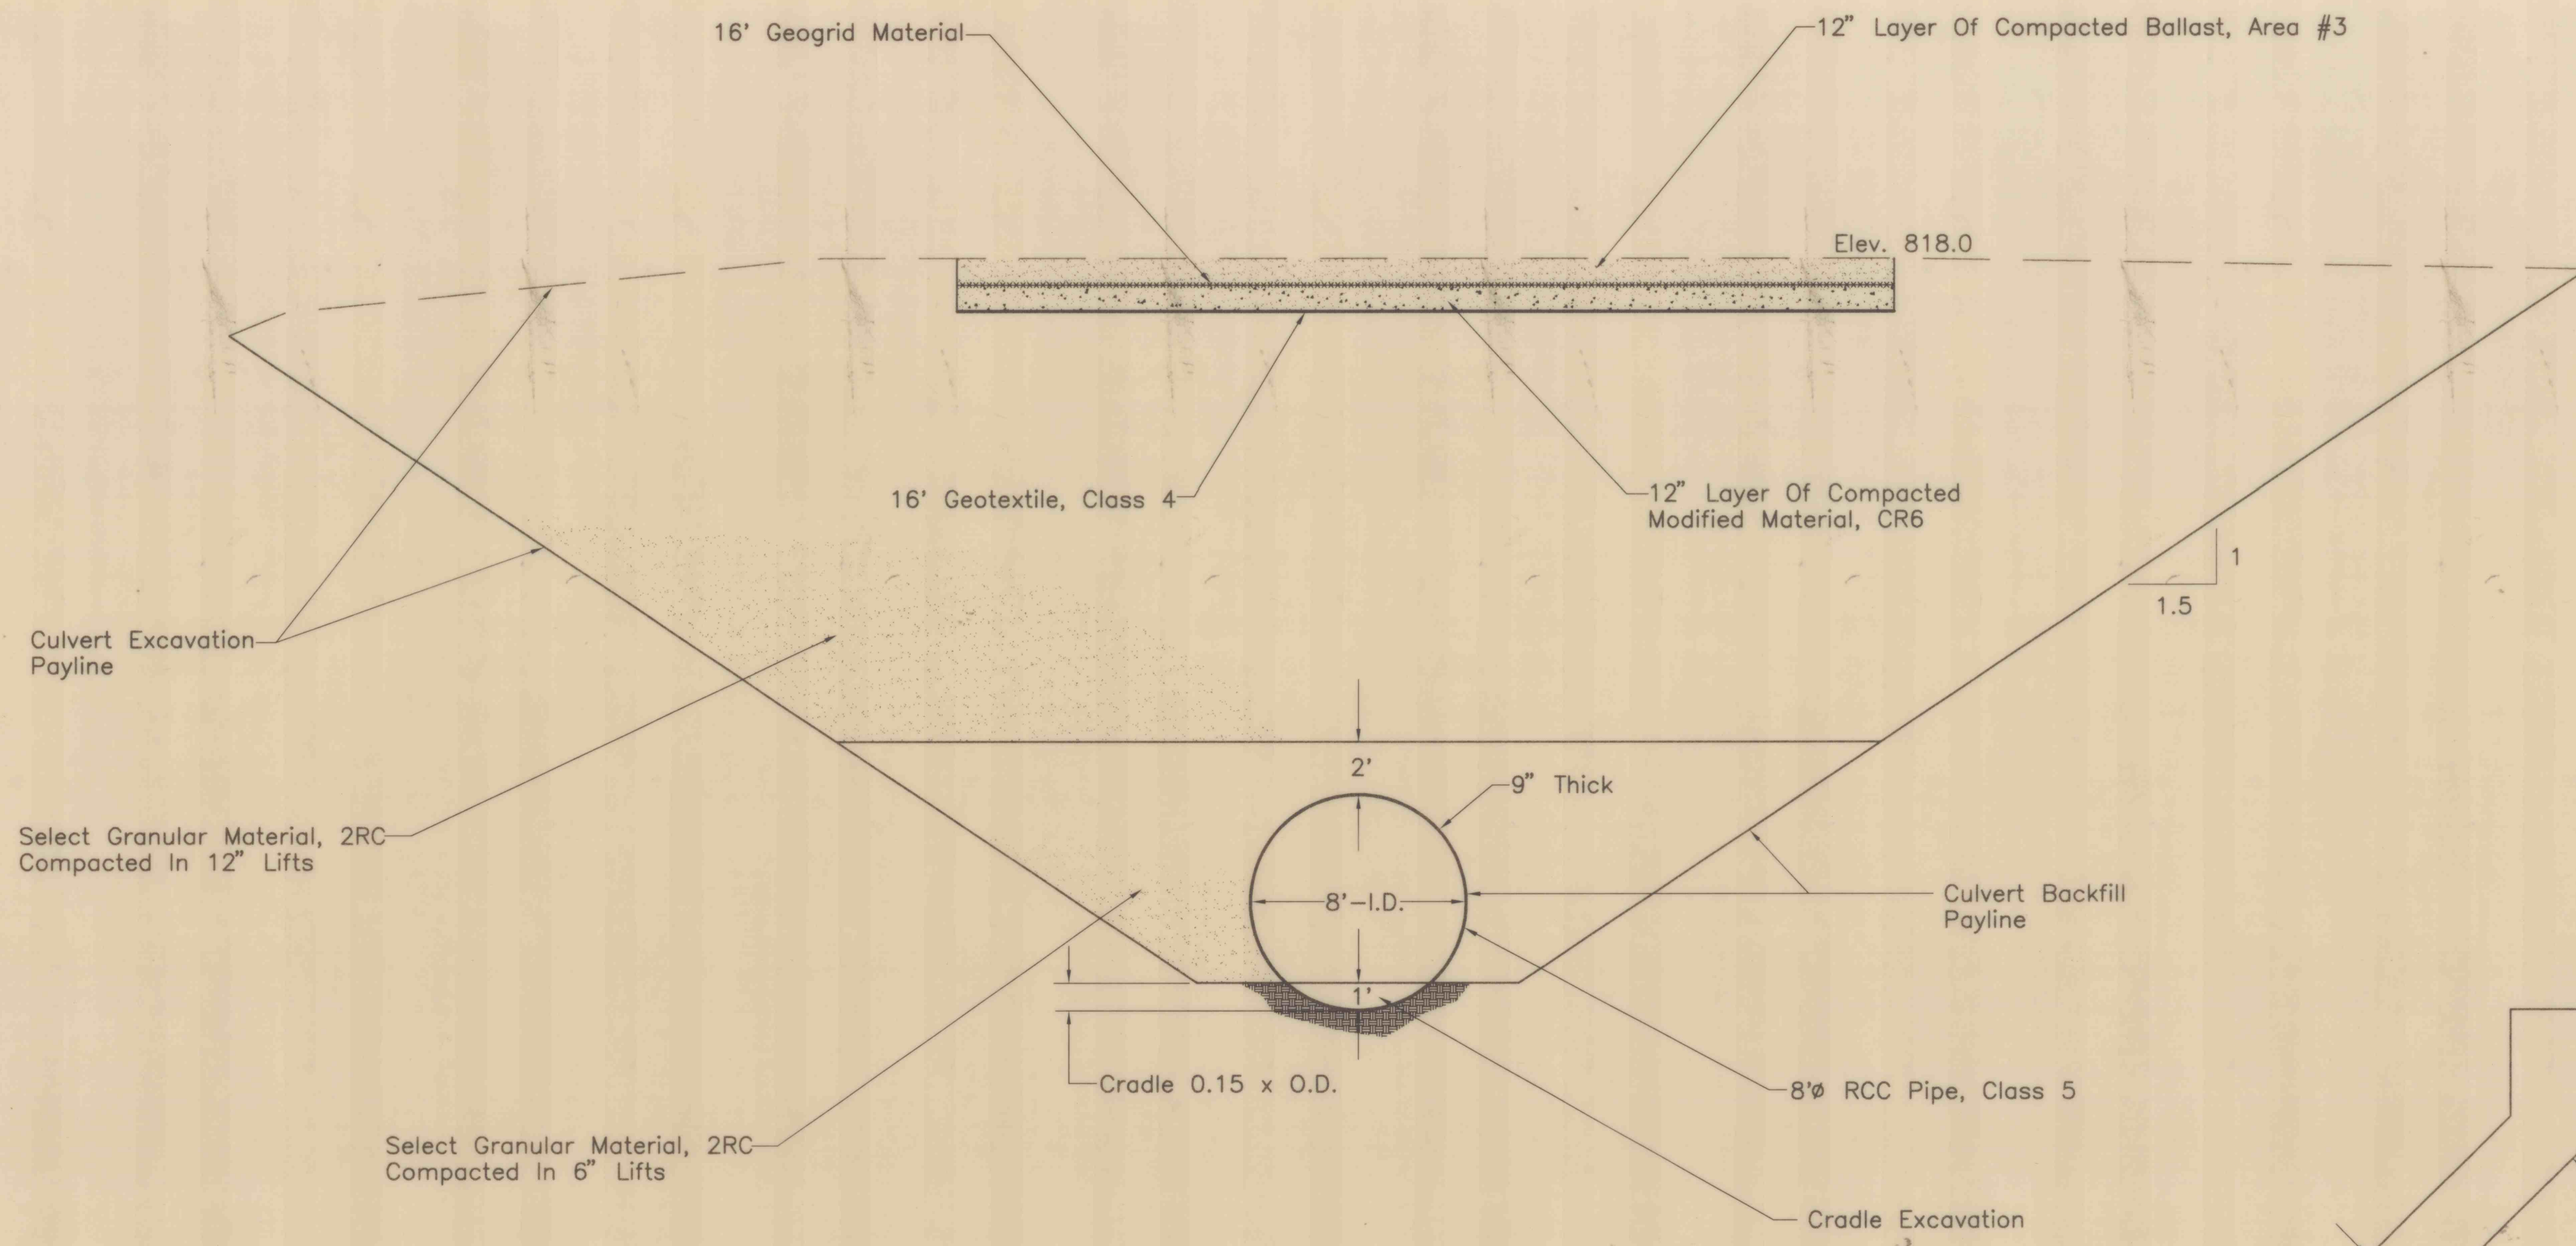 16' Geogrid Material
12" Layer Of Compacted Ballast, Area #3
Elev. 818.0
16' Geotextile, Class 4
12" Layer Of Compacted
Modified Material, CR6
1
1.5
Culvert Excavation
Payline
2'
9" Thick
Select Granular Material, 2RC
Compacted In 12" Lifts
8'-I.D.
Culvert Backfill
Payline
1'
Cradle 0.15 x O.D.
8'ø RCC Pipe, Class 5
Select Granular Material, 2RC
Compacted In 6" Lifts
Cradle Excavation